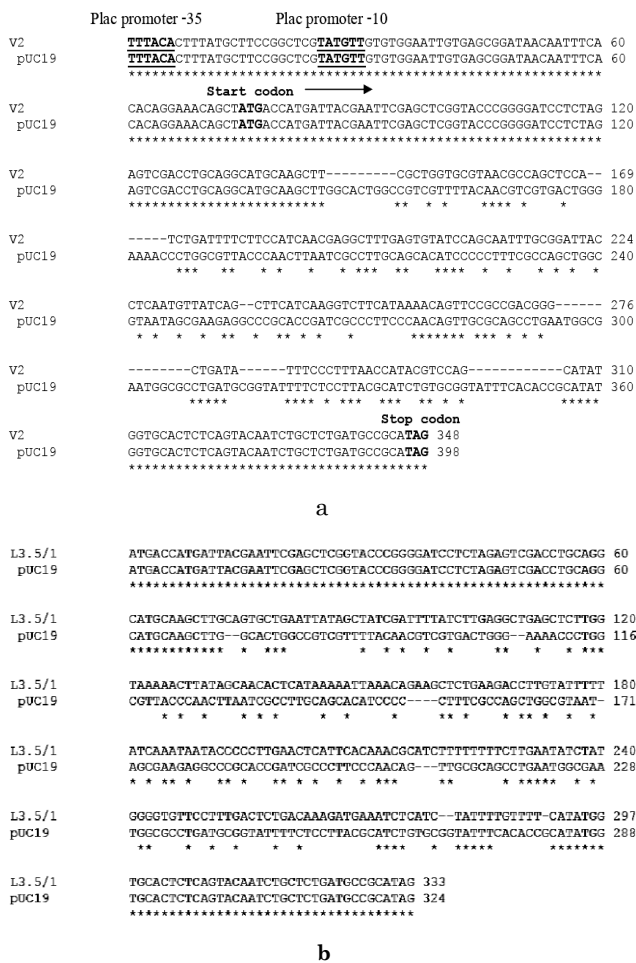 Plac promoter -35 Plac promoter -10
V2 TTTACACTTTATGCTTCCGGCTCGTATGTTGTGTGGAATTGTGAGCGGATAACAATTTCA 60
pUC19 TTTACACTTTATGCTTCCGGCTCGTATGTTGTGTGGAATTGTGAGCGGATAACAATTTCA 60
************************************************************
Start codon
V2 CACAGGAAACAGCTATGACCATGATTACGAATTCGAGCTCGGTACCCGGGGATCCTCTAG 120
pUC19 CACAGGAAACAGCTATGACCATGATTACGAATTCGAGCTCGGTACCCGGGGATCCTCTAG 120
************************************************************
V2 AGTCGACCTGCAGGCATGCAAGCTT---------CGCTGGTGCGTAACGCCAGCTCCA-- 169
pUC19 AGTCGACCTGCAGGCATGCAAGCTTGGCACTGGCCGTCGTTTTACAACGTCGTGACTGGG 180
************************* ** * * *** * * *
V2 -----TCTGATTTTCTTCCATCAACGAGGCTTTGAGTGTATCCAGCAATTTGCGGATTAC 224
pUC19 AAAACCCTGGCGTTACCCAACTTAATCGCCTTGCAGCACATCCCCCTTTCGCCAGCTGGC 240
*** ** * * * * *** ** **** * * * * *
V2 CTCAATGTTATCAG--CTTCATCAAGGTCTTCATAAAACAGTTCCGCCGACGGG------ 276
pUC19 GTAATAGCGAAGAGGCCCGCACCGATCGCCCTTCCCAACAGTTGCGCAGCCTGAATGGCG 300
* * * * ** * ** * * * ******* *** * * *
V2 --------CTGATA-----TTTCCCTTTAACCATACGTCCAG---------CATAT 310
pUC19 AATGGCGCCTGATGCGGTATTTTCTCCTTACGCATCTGTGCGGTATTTCACACCGCATAT 360
***** *** * * ** ** ** * * *****
Stop codon
V2 GGTGCACTCTCAGTACAATCTGCTCTGATGCCGCATAG 348
pUC19 GGTGCACTCTCAGTACAATCTGCTCTGATGCCGCATAG 398
**************************************
a
L3.5/1 ATGACCATGATTACGAATTCGAGCTCGGTACCCGGGGATCCTCTAGAGTCGACCTGCAGG 60
pUC19 ATGACCATGATTACGAATTCGAGCTCGGTACCCGGGGATCCTCTAGAGTCGACCTGCAGG 60
************************************************************
L3.5/1 CATGCAAGCTTGCAGTGCTGAATTATAGCTATCGATTTTATCTTGAGGCTGAGCTCTTGG 120
pUC19 CATGCAAGCTTG--GCACTGGCCGTCGTTTTACAACGTCGTGACTGGG-AAAACCCTGG 116
************ * *** * * * * * ** * * ***
L3.5/1 TAAAAACTTATAGCAACACTCATAAAAATTAAACAGAAGCTCTGAAGACCTTGTATTTTT 180
pUC19 CGTTACCCAACTTAATCGCCTTGCAGCACATCCCC----CTTTCGCCAGCTGGCGTAAT- 171
* * * * * * * * * ** * ** * * *
L3.5/1 ATCAAATAATACCCCCTTGAACTCATTCACAAACGCATCTTTTTTTTTCTTGAATATCTAT 240
pUC19 AGCGAAGAGGCCCGCACCGATCGCCCTTCCCAACAG---TTGCGCAGCCTGAATGGCGAA 228
* * ** * ** * ** * * * * *** ** ** *** *
L3.5/1 GGGGTGTTCCTTTGACTCTGACAAAGATGAAATCTCATC--TATTTTGTTTT-CATATGG 297
pUC19 TGGCGCCTGATGCGGTATTTTCTCCTTACGCATCTGTGCGGTATTTCACACCGCATATGG 288
** * * * * * **** * ***** *******
L3.5/1 TGCACTCTCAGTACAATCTGCTCTGATGCCGCATAG 333
pUC19 TGCACTCTCAGTACAATCTGCTCTGATGCCGCATAG 324
************************************
b